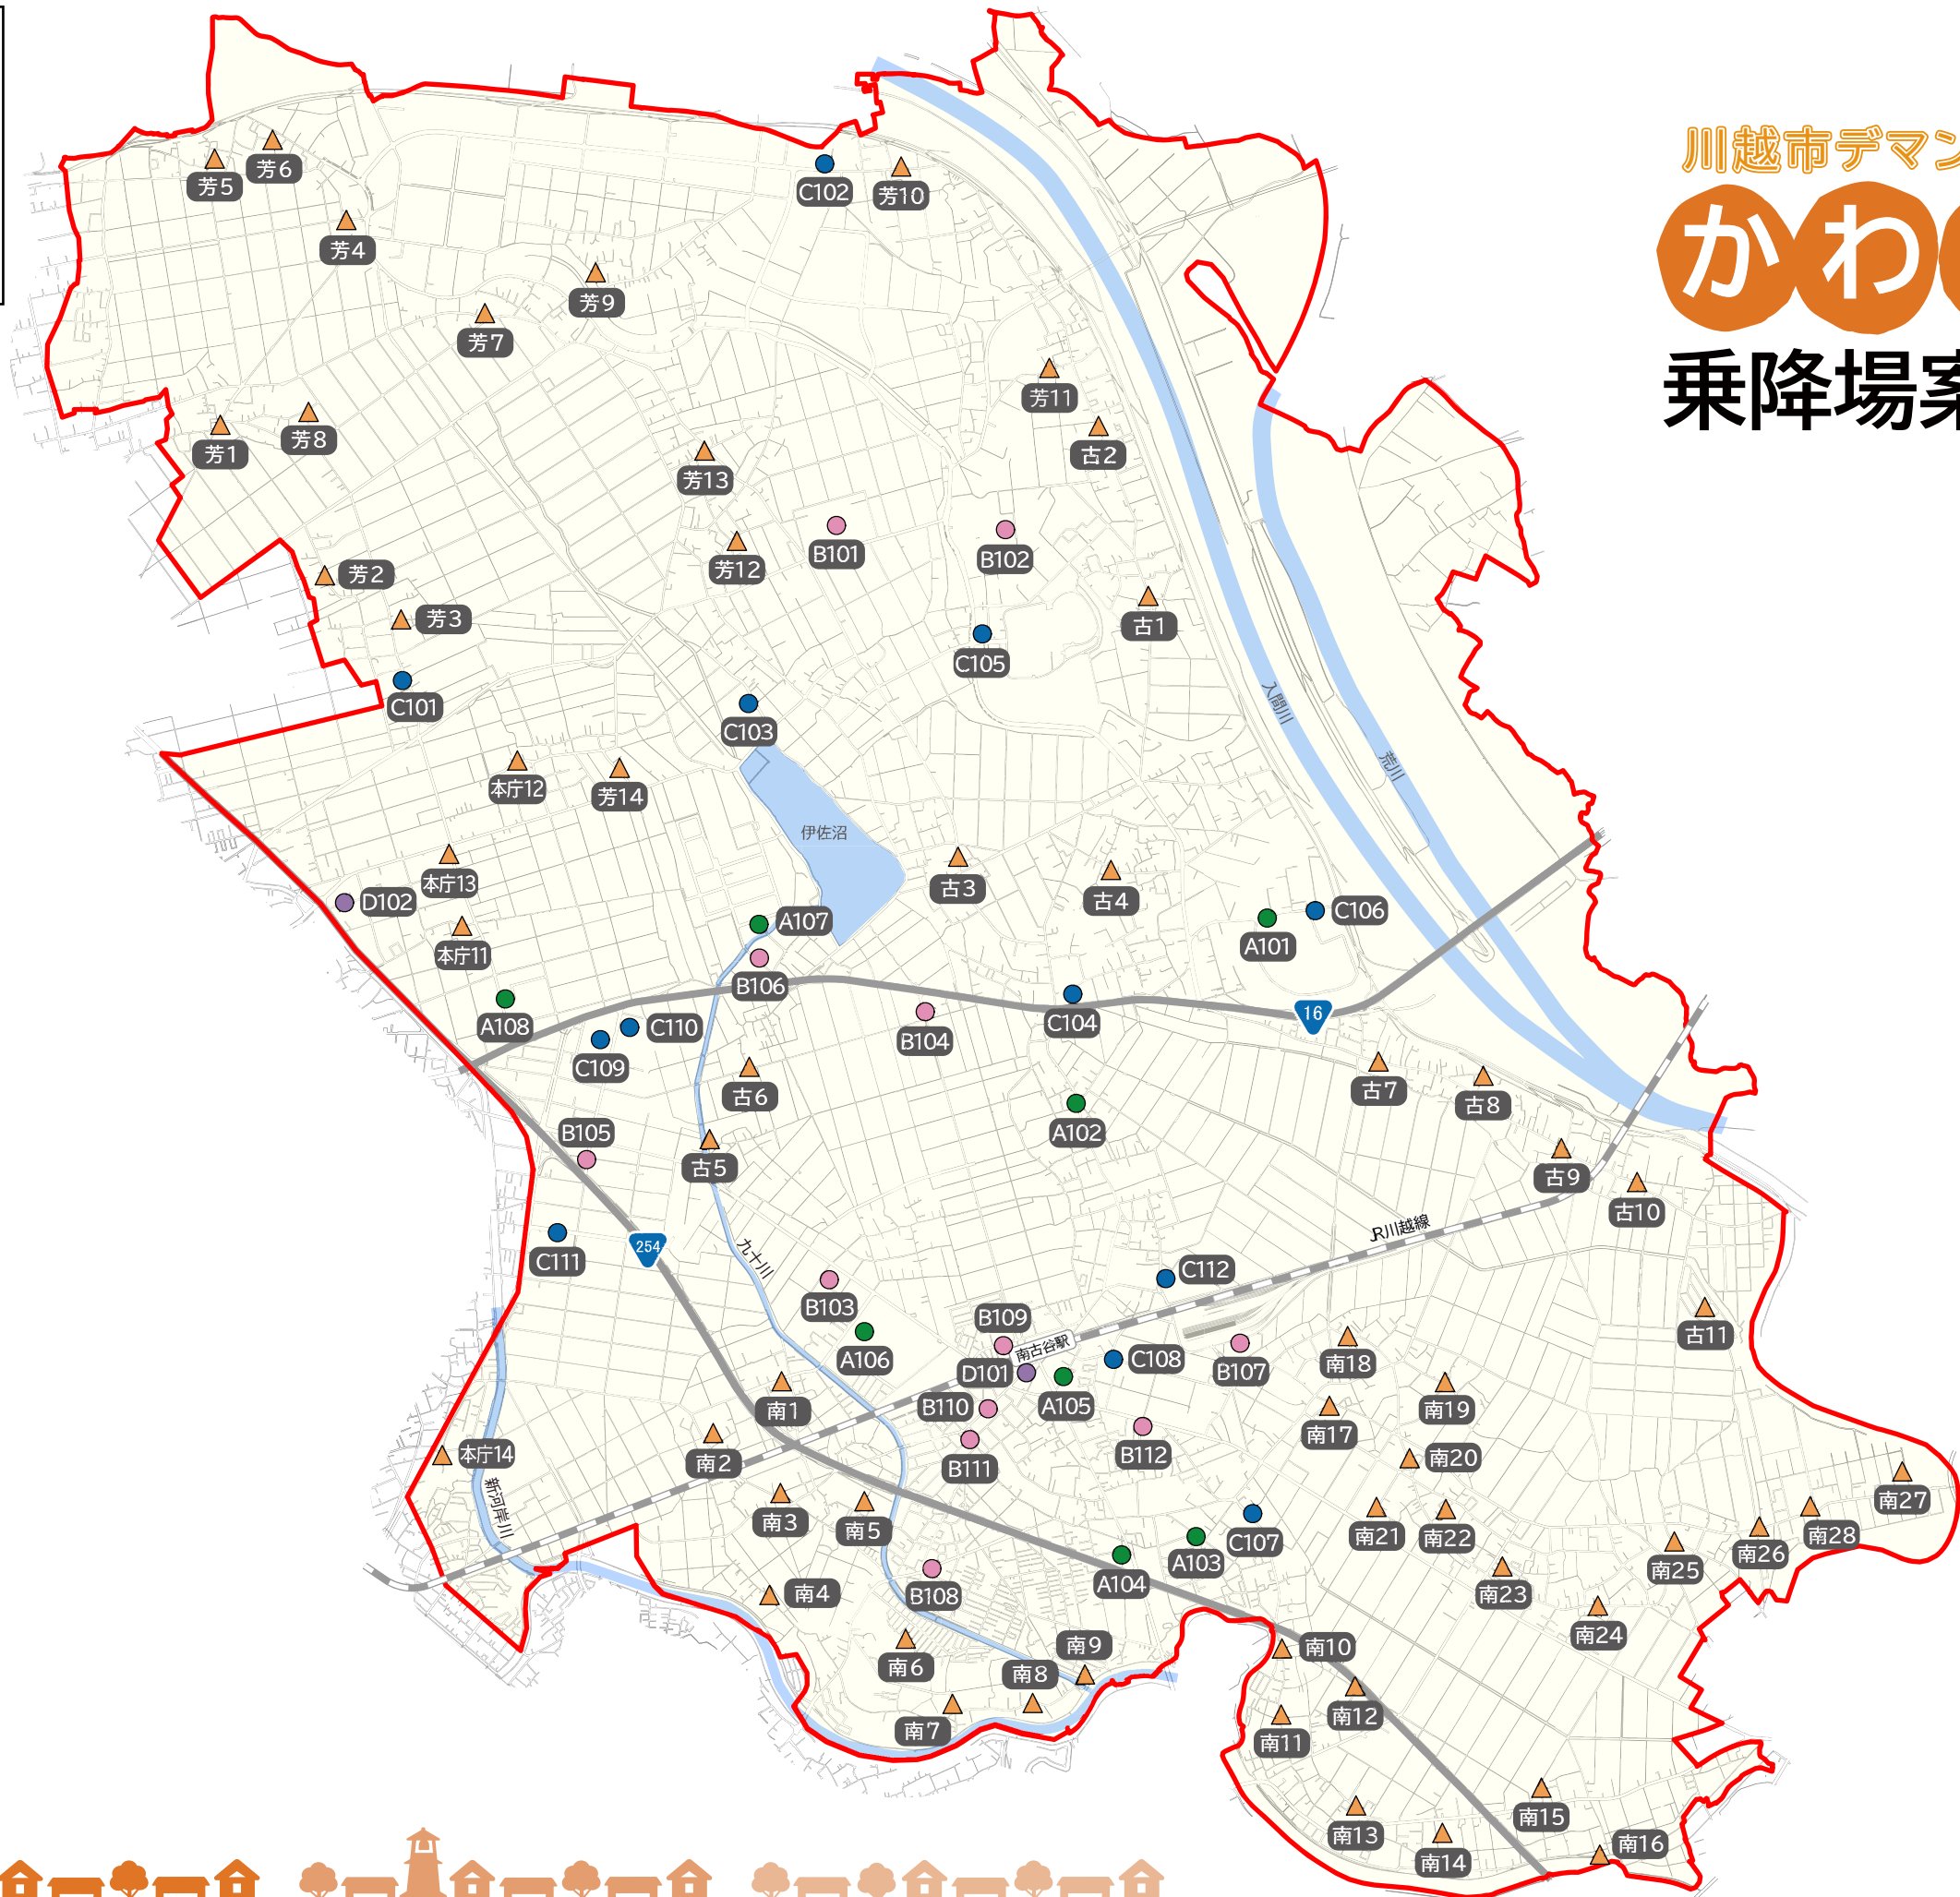 川越市デマン
かわ
乗降場案
芳5
芳6
C102
芳10
芳4
芳9
芳7
芳11
芳1
芳8
古2
芳13
B101
B102
芳12
芳2
芳3
古1
C105
C101
C103
入間川
荒川
本庁12
芳14
伊佐沼
本庁13
古3
古4
D102
A107
A101
C106
本庁11
B106
A108
C110
B104
C104
16
C109
古6
古7
古8
B105
A102
古5
古9
古10
JR川越線
C111
254
九十川
C112
B103
B109
南古谷駅
古11
A106
D101
C108
B107
南18
南1
B110
A105
南19
南17
本庁14
南2
B111
B112
南20
新河岸川
南3
南5
C107
南21
南22
南27
南28
A103
南25
南26
A104
南4
B108
南23
南24
南6
南9
南10
南8
南7
南12
南11
南15
南13
南16
南14